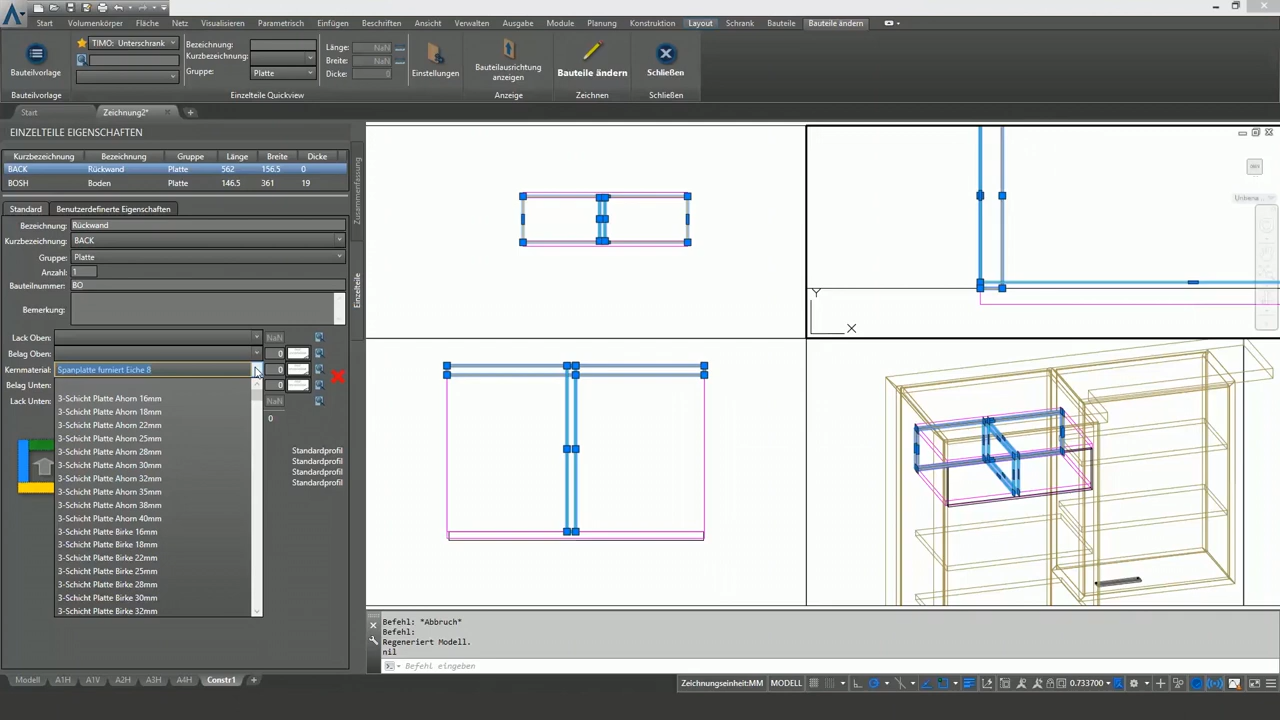 Start Volumenkörper Fläche Netz Visualisieren Parametrisch Einfügen Beschriften Ansicht Verwalten Ausgabe Module Planung Konstruktion Layout Schrank Bauteile Bauteile ändern
Bauteilvorlage
TIMO: Unterschrank
Bezeichnung:
Kurzbezeichnung:
Gruppe: Platte
Länge: NaN
Breite: NaN
Dicke: 0
Einstellungen
Bauteilausrichtung
anzeigen
Bauteile ändern
Schließen
Bauteilvorlage Einzelteile Quickview Anzeige Zeichnen Schließen
Start Zeichnung2*
EINZELTEILE EIGENSCHAFTEN
Kurzbezeichnung Bezeichnung Gruppe Länge Breite Dicke
BACK Rückwand Platte 562 156.5 0
BOSH Boden Platte 146.5 361 19
Zusammenfassung
Einzelteile
Standard Benutzerdefinierte Eigenschaften
Bezeichnung: Rückwand
Kurzbezeichnung: BACK
Gruppe: Platte
Anzahl: 1
Bauteilnummer: BO
Bemerkung:
Lack Oben: NaN
Belag Oben: 0
Kernmaterial: Spanplatte furniert Eiche 8 0
Belag Unten: 0
Lack Unten: NaN
0
3-Schicht Platte Ahorn 16mm
3-Schicht Platte Ahorn 18mm
3-Schicht Platte Ahorn 22mm
3-Schicht Platte Ahorn 25mm
3-Schicht Platte Ahorn 28mm
3-Schicht Platte Ahorn 30mm
3-Schicht Platte Ahorn 32mm
3-Schicht Platte Ahorn 35mm
3-Schicht Platte Ahorn 38mm
3-Schicht Platte Ahorn 40mm
3-Schicht Platte Birke 16mm
3-Schicht Platte Birke 18mm
3-Schicht Platte Birke 22mm
3-Schicht Platte Birke 25mm
3-Schicht Platte Birke 28mm
3-Schicht Platte Birke 30mm
3-Schicht Platte Birke 32mm
Standardprofil
Standardprofil
Standardprofil
Standardprofil
Y
X
Befehl: *Abbruch*
Befehl:
Regeneriert Modell.
nil
Befehl eingeben
Modell A1H A1V A2H A3H A4H Constr1
Zeichnungseinheit:MM MODELL 0.733700